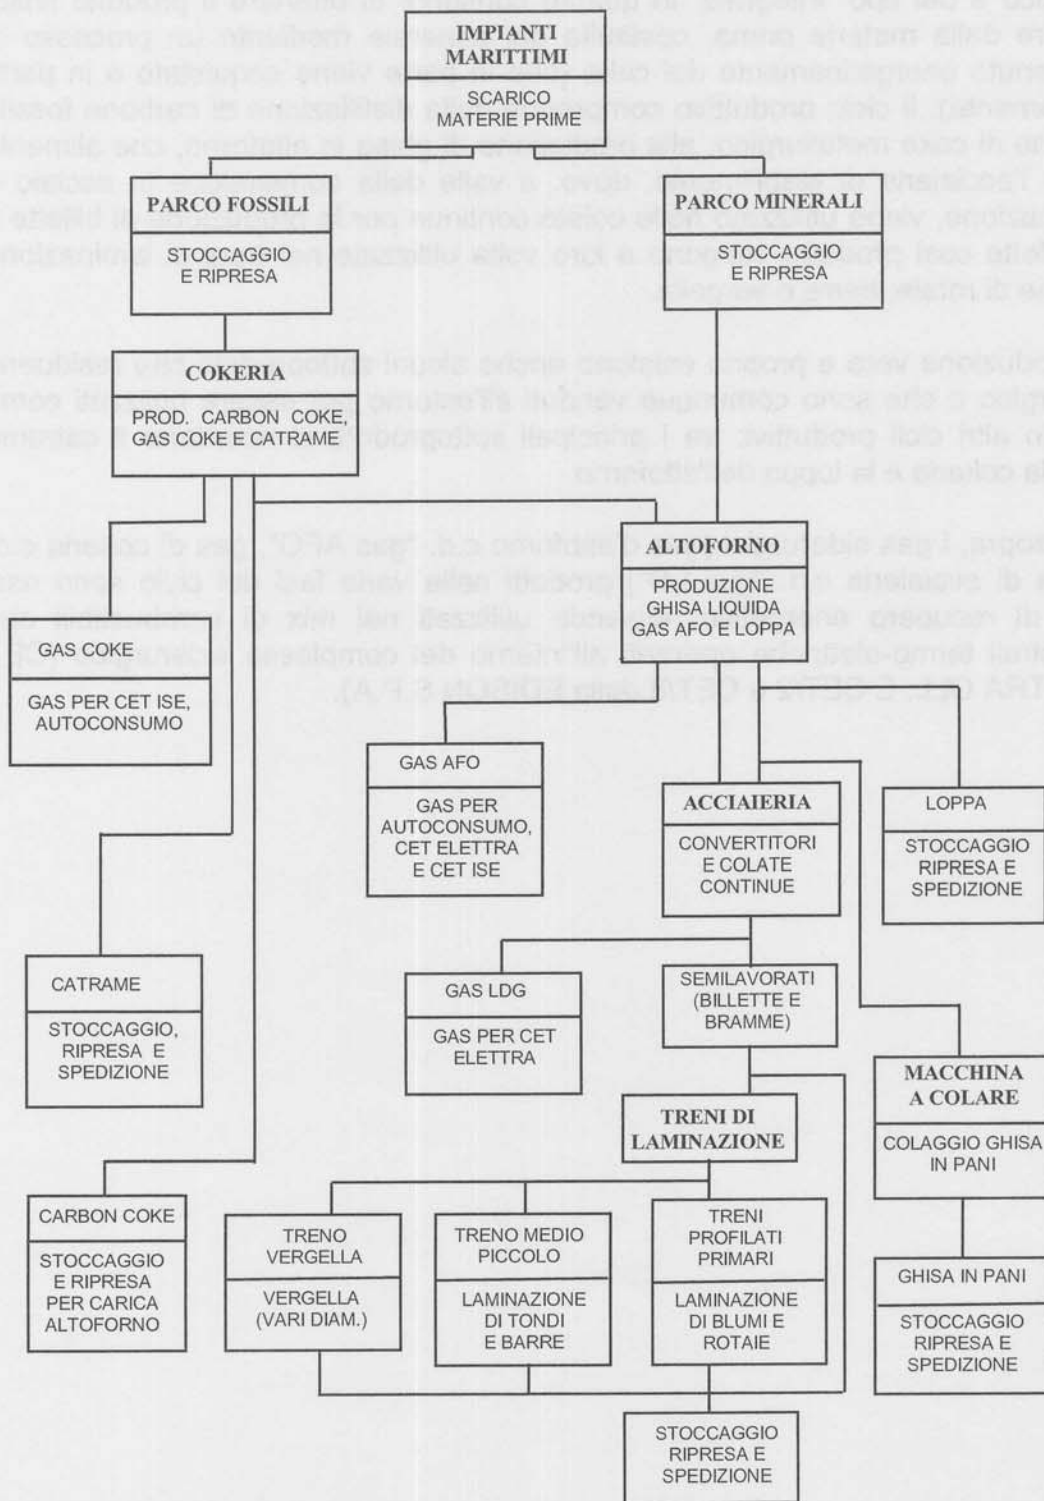 IMPIANTI
MARITTIMI
SCARICO
MATERIE PRIME
PARCO FOSSILI
STOCCAGGIO
E RIPRESA
PARCO MINERALI
STOCCAGGIO
E RIPRESA
COKERIA
PROD. CARBON COKE,
GAS COKE E CATRAME
ALTOFORNO
PRODUZIONE
GHISA LIQUIDA
GAS AFO E LOPPA
GAS COKE
GAS PER CET ISE,
AUTOCONSUMO
GAS AFO
GAS PER
AUTOCONSUMO,
CET ELETTRA
E CET ISE
ACCIAIERIA
CONVERTITORI
E COLATE
CONTINUE
LOPPA
STOCCAGGIO
RIPRESA E
SPEDIZIONE
CATRAME
STOCCAGGIO,
RIPRESA E
SPEDIZIONE
GAS LDG
GAS PER CET
ELETTRA
SEMILAVORATI
(BILLETTE E
BRAMME)
MACCHINA
A COLARE
COLAGGIO GHISA
IN PANI
TRENI DI
LAMINAZIONE
CARBON COKE
STOCCAGGIO
E RIPRESA
PER CARICA
ALTOFORNO
TRENO
VERGELLA
VERGELLA
(VARI DIAM.)
TRENO MEDIO
PICCOLO
LAMINAZIONE
DI TONDI
E BARRE
TRENI
PROFILATI
PRIMARI
LAMINAZIONE
DI BLUMI E
ROTAIE
GHISA IN PANI
STOCCAGGIO
RIPRESA E
SPEDIZIONE
STOCCAGGIO
RIPRESA E
SPEDIZIONE